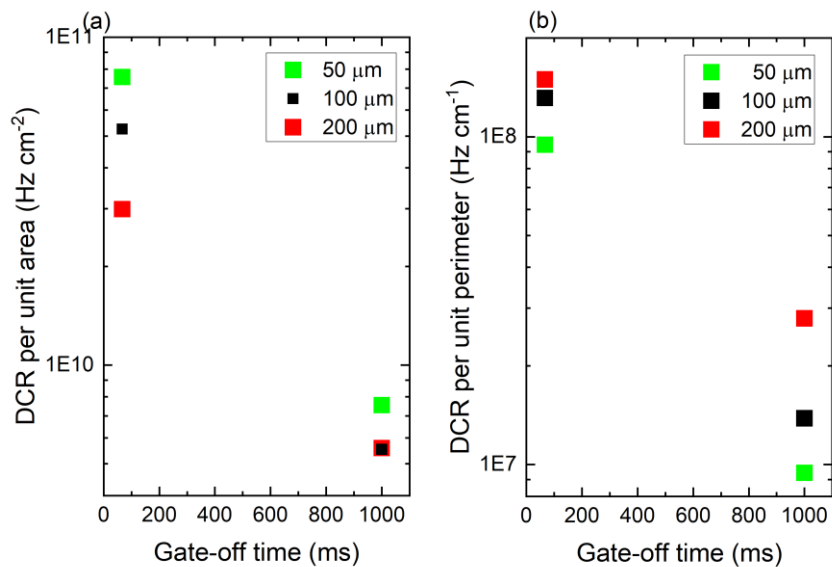 (a)
1E11
50 μm
100 μm
200 μm
1E10
DCR per unit area (Hz cm⁻²)
0 200 400 600 800 1000
Gate-off time (ms)
(b)
50 μm
100 μm
200 μm
1E8
1E7
DCR per unit perimeter (Hz cm⁻¹)
0 200 400 600 800 1000
Gate-off time (ms)